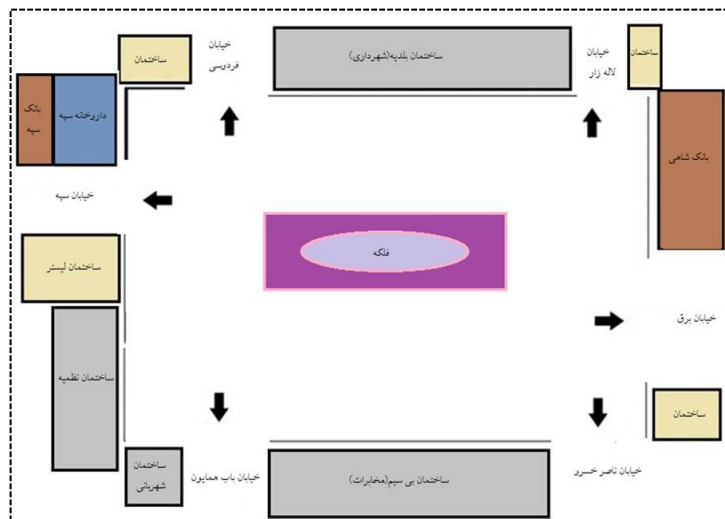 خیابان
لاله زار
ساختمان
ساختمان بلدیه(شهرداری)
خیابان
فردوسی
ساختمان
بانک شاهی
داروخانه سپه
بانک
سپه
خیابان سپه
فلکه
ساختمان لیستر
خیابان برق
ساختمان نظمیه
ساختمان
ساختمان
شهربانی
خیابان باب همایون
ساختمان بی سیم(مخابرات)
خیابان ناصر خسرو